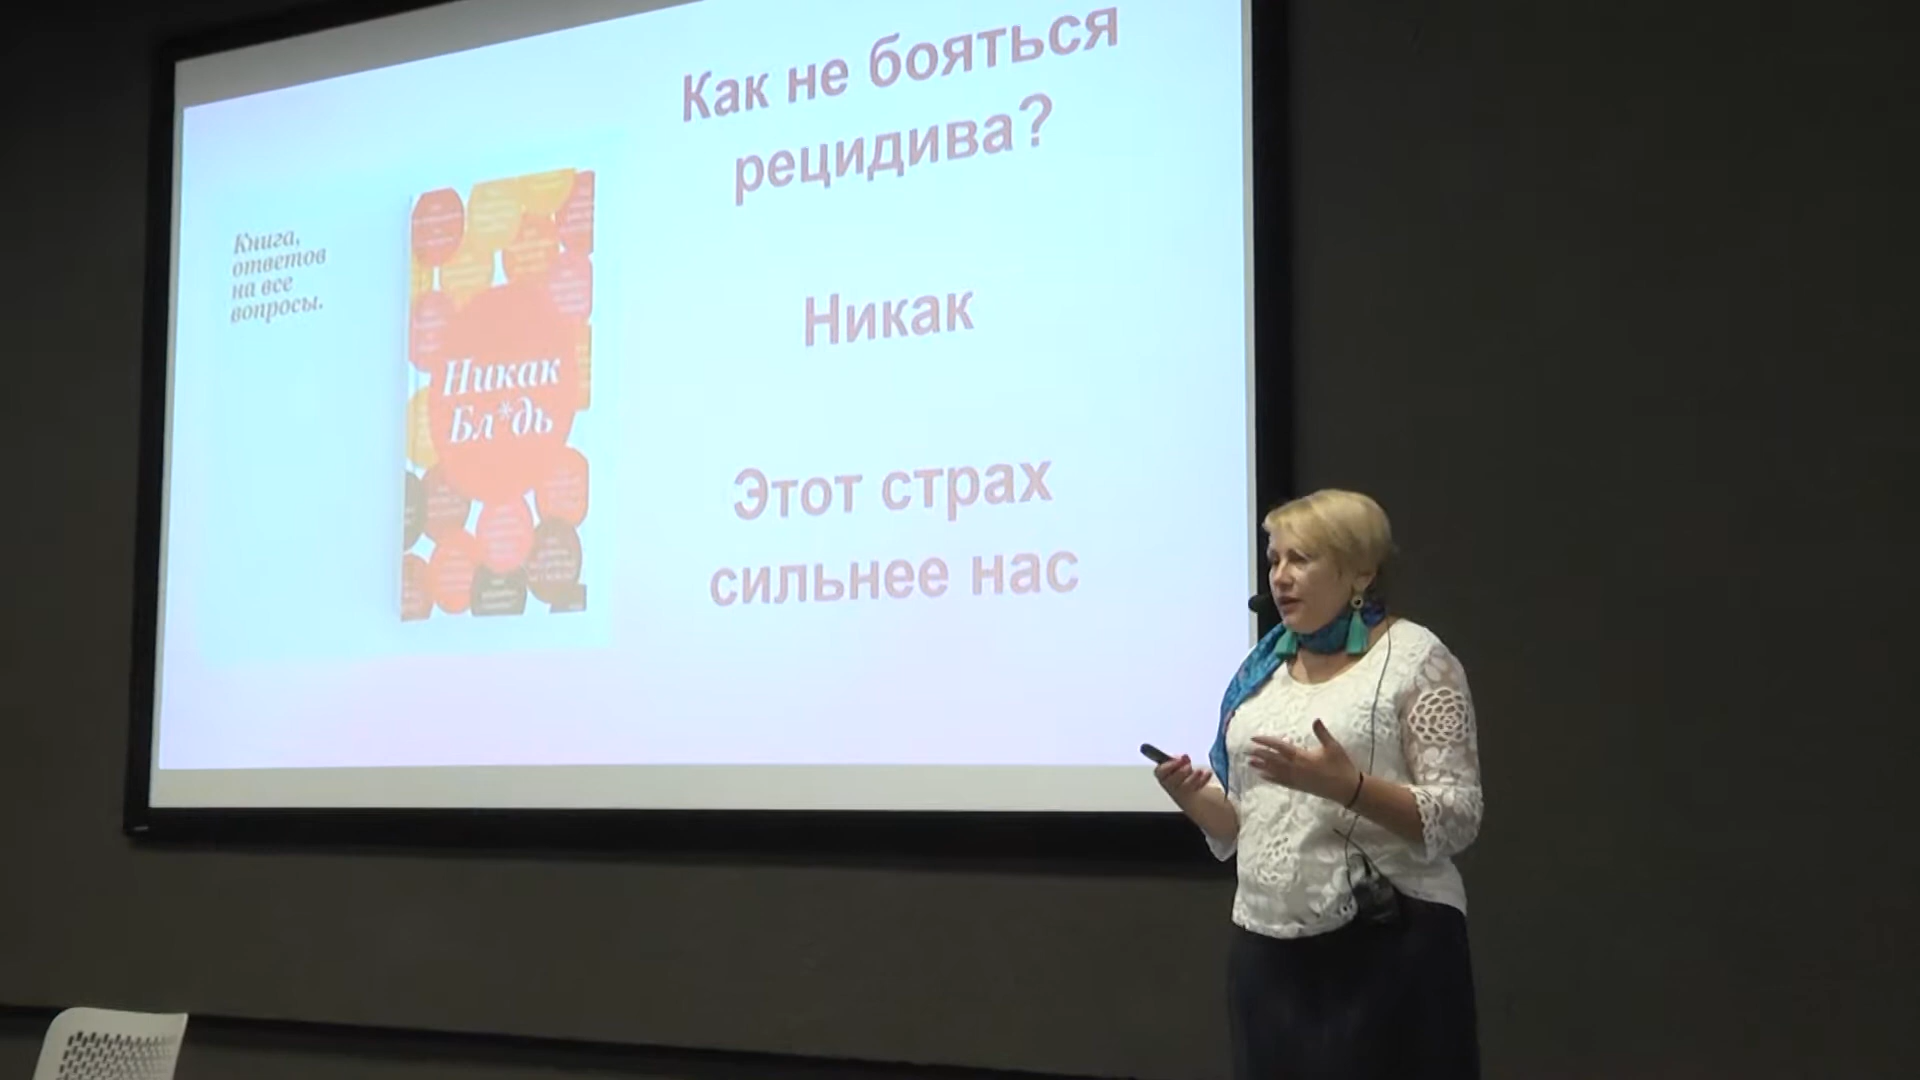 Как не бояться
рецидива?
Книга,
ответов
на все
вопросы.
Никак
Бл*дь
Никак
Этот страх
сильнее нас